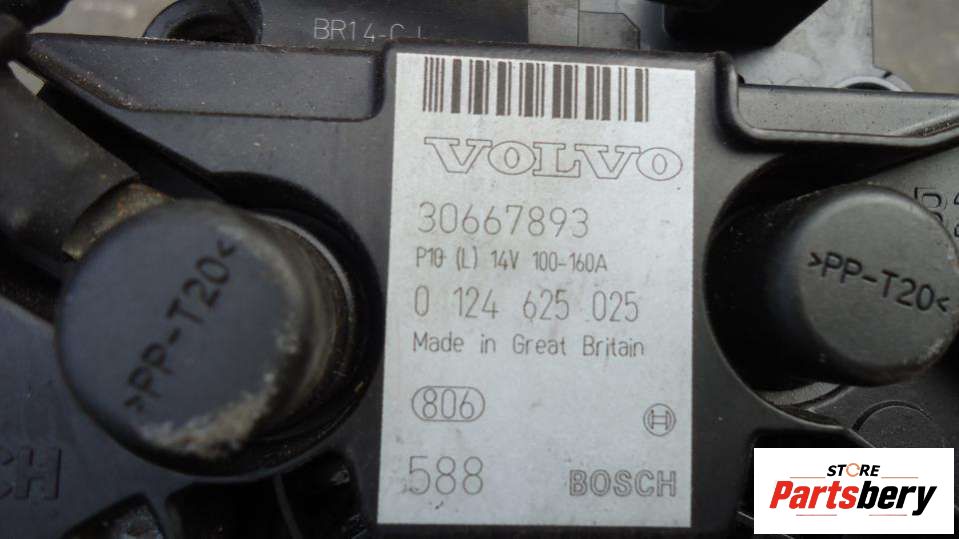 BR14-C
VOLVO
30667893
P10 (L) 14V 100-160A
0 124 625 025
Made in Great Britain
806
588
BOSCH
>PP-T20<
>PP-T20<
CH
STORE
Partsbery